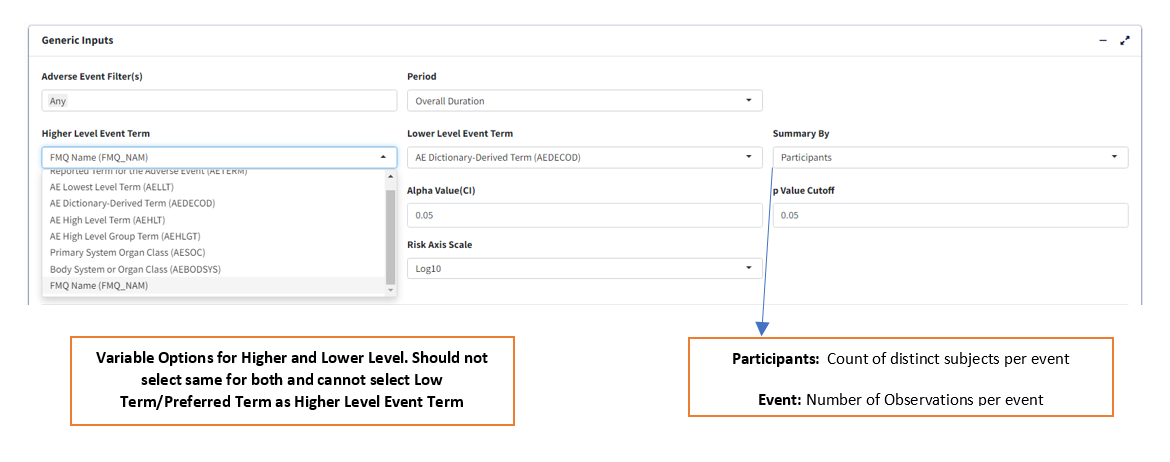 Generic Inputs
Adverse Event Filter(s)
Period
Any
Overall Duration
Higher Level Event Term
Lower Level Event Term
Summary By
FMQ Name (FMQ_NAM)
AE Dictionary-Derived Term (AEDECOD)
Participants
Reported Term for the Adverse Event (AETERM)
AE Lowest Level Term (AELLT)
AE Dictionary-Derived Term (AEDECOD)
AE High Level Term (AEHLT)
AE High Level Group Term (AEHLGT)
Primary System Organ Class (AESOC)
Body System or Organ Class (AEBODSYS)
FMQ Name (FMQ_NAM)
Alpha Value(CI)
p Value Cutoff
0.05
0.05
Risk Axis Scale
Log10
Variable Options for Higher and Lower Level. Should not
select same for both and cannot select Low
Term/Preferred Term as Higher Level Event Term
Participants: Count of distinct subjects per event
Event: Number of Observations per event